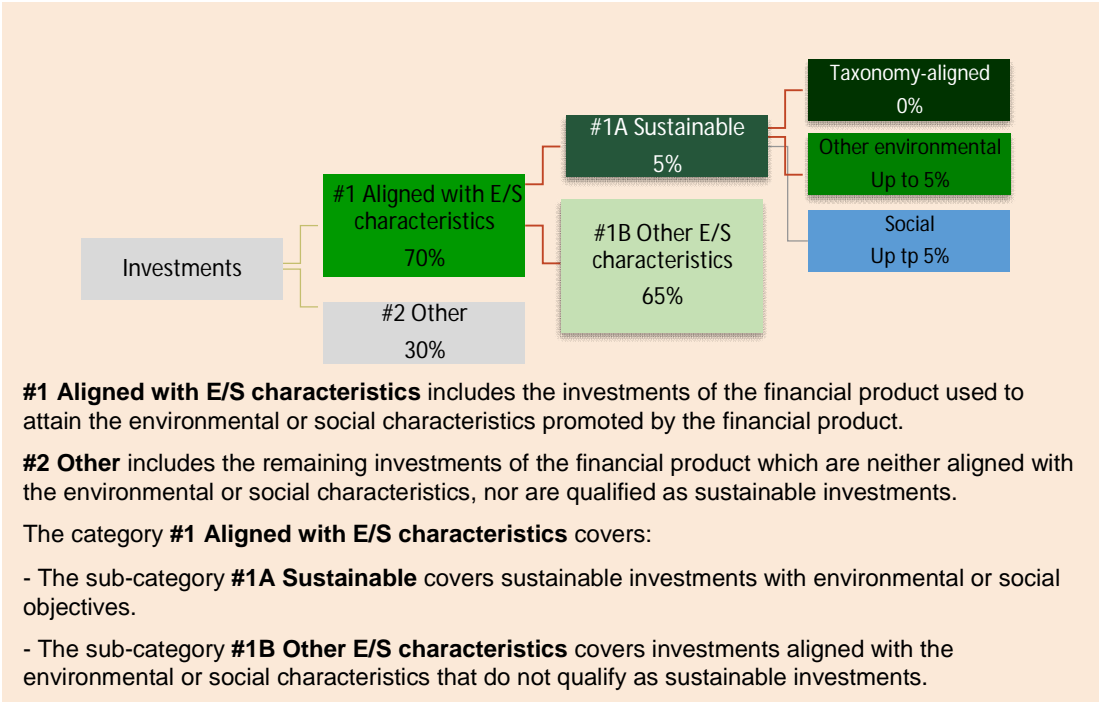 Investments
#1 Aligned with E/S
characteristics
70%
#2 Other
30%
#1A Sustainable
5%
#1B Other E/S
characteristics
65%
Taxonomy-aligned
0%
Other environmental
Up to 5%
Social
Up tp 5%
#1 Aligned with E/S characteristics includes the investments of the financial product used to
attain the environmental or social characteristics promoted by the financial product.
#2 Other includes the remaining investments of the financial product which are neither aligned with
the environmental or social characteristics, nor are qualified as sustainable investments.
The category #1 Aligned with E/S characteristics covers:
- The sub-category #1A Sustainable covers sustainable investments with environmental or social
objectives.
- The sub-category #1B Other E/S characteristics covers investments aligned with the
environmental or social characteristics that do not qualify as sustainable investments.